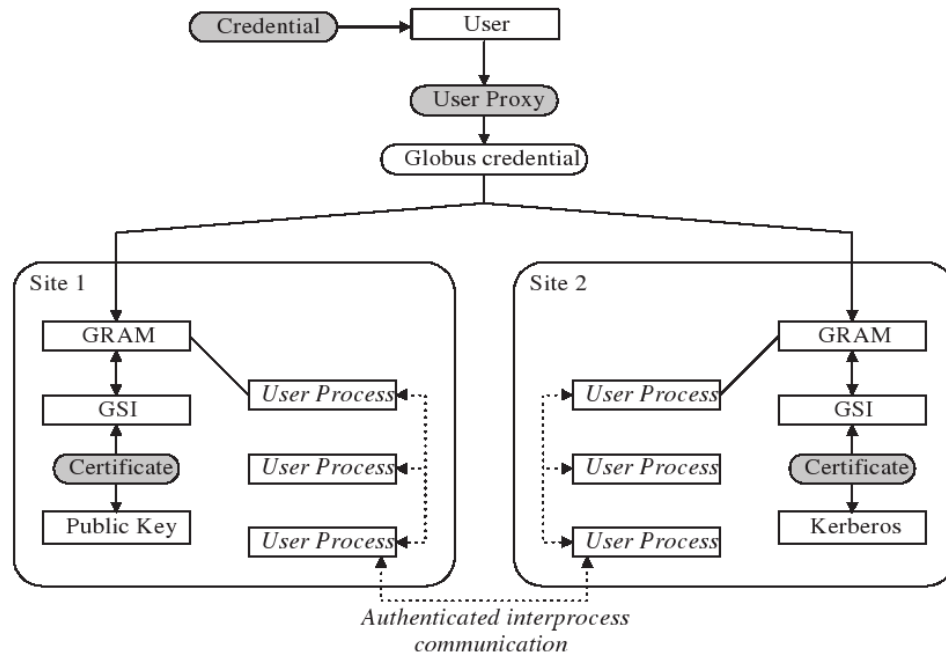 Credential
User
User Proxy
Globus credential
Site 1
GRAM
User Process
GSI
User Process
Certificate
Public Key
User Process
Site 2
GRAM
User Process
GSI
User Process
Certificate
Kerberos
User Process
Authenticated interprocess
communication